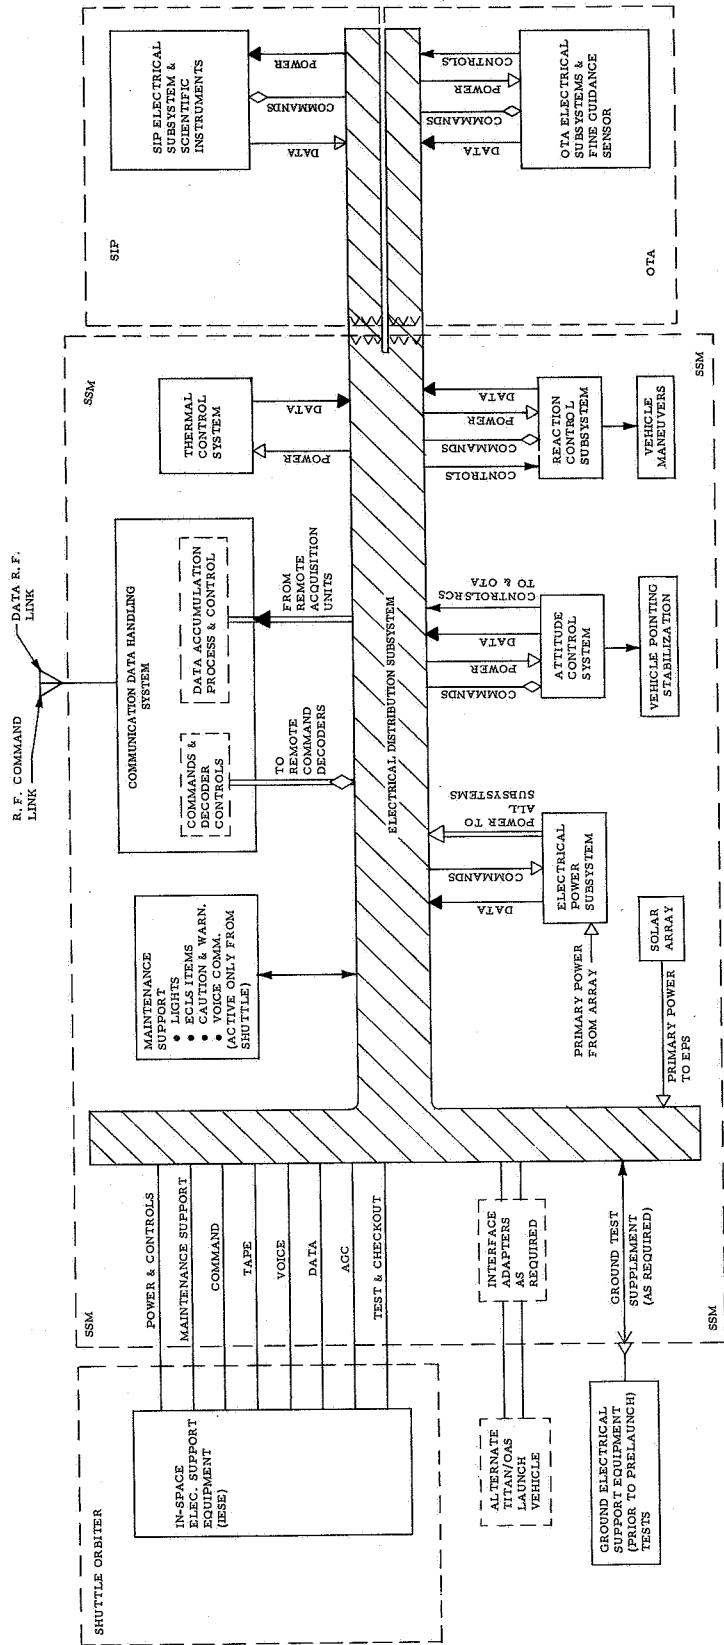 SHUTTLE ORBITER
IN-SPACE
ELEC. SUPPORT
EQUIPMENT
(IESE)
POWER & CONTROLS
MAINTENANCE SUPPORT
COMMAND
TAPE
VOICE
DATA
AGC
TEST & CHECKOUT
ALTERNATE
TITAN/OAS
LAUNCH
VEHICLE
INTERFACE
ADAPTERS
AS
REQUIRED
GROUND ELECTRICAL
SUPPORT EQUIPMENT
(PRIOR TO PRELAUNCH)
TESTS
GROUND TEST
SUPPLEMENT
(AS REQUIRED)
SSM
SSM
MAINTENANCE
SUPPORT
• LIGHTS
• ECLS ITEMS
• CAUTION & WARN.
• VOICE COMM.
(ACTIVE ONLY FROM
SHUTTLE)
R.F. COMMAND
LINK
DATA R.F.
LINK
COMMUNICATION DATA HANDLING
SYSTEM
COMMANDS &
DECODER
CONTROLS
DATA ACCUMULATION
PROCESS & CONTROL
TO
REMOTE
COMMAND
DECODERS
FROM
REMOTE
ACQUISITION
UNITS
THERMAL
CONTROL
SYSTEM
POWER
DATA
SSM
ELECTRICAL DISTRIBUTION SUBSYSTEM
PRIMARY POWER
TO EPS
SOLAR
ARRAY
PRIMARY POWER
FROM ARRAY
ELECTRICAL
POWER
SUBSYSTEM
DATA
COMMANDS
POWER TO
ALL
SUBSYSTEMS
COMMANDS
POWER
DATA
CONTROLS:RCS
TO & OTA
ATTITUDE
CONTROL
SYSTEM
VEHICLE POINTING
STABILIZATION
CONTROLS
COMMANDS
POWER
DATA
REACTION
CONTROL
SUBSYSTEM
VEHICLE
MANEUVERS
SSM
SIP
SIP ELECTRICAL
SUBSYSTEM &
SCIENTIFIC
INSTRUMENTS
DATA
COMMANDS
POWER
OTA
DATA
COMMANDS
POWER
CONTROLS
OTA ELECTRICAL
SUBSYSTEMS &
FINE GUIDANCE
SENSOR